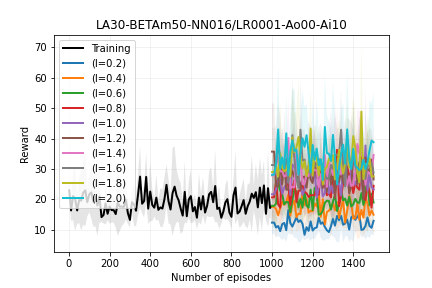 LA30-BETAm50-NN016/LR0001-Ao00-Ai10
Reward
70
60
50
40
30
20
10
Training
(l=0.2)
(l=0.4)
(l=0.6)
(l=0.8)
(l=1.0)
(l=1.2)
(l=1.4)
(l=1.6)
(l=1.8)
(l=2.0)
0 200 400 600 800 1000 1200 1400
Number of episodes